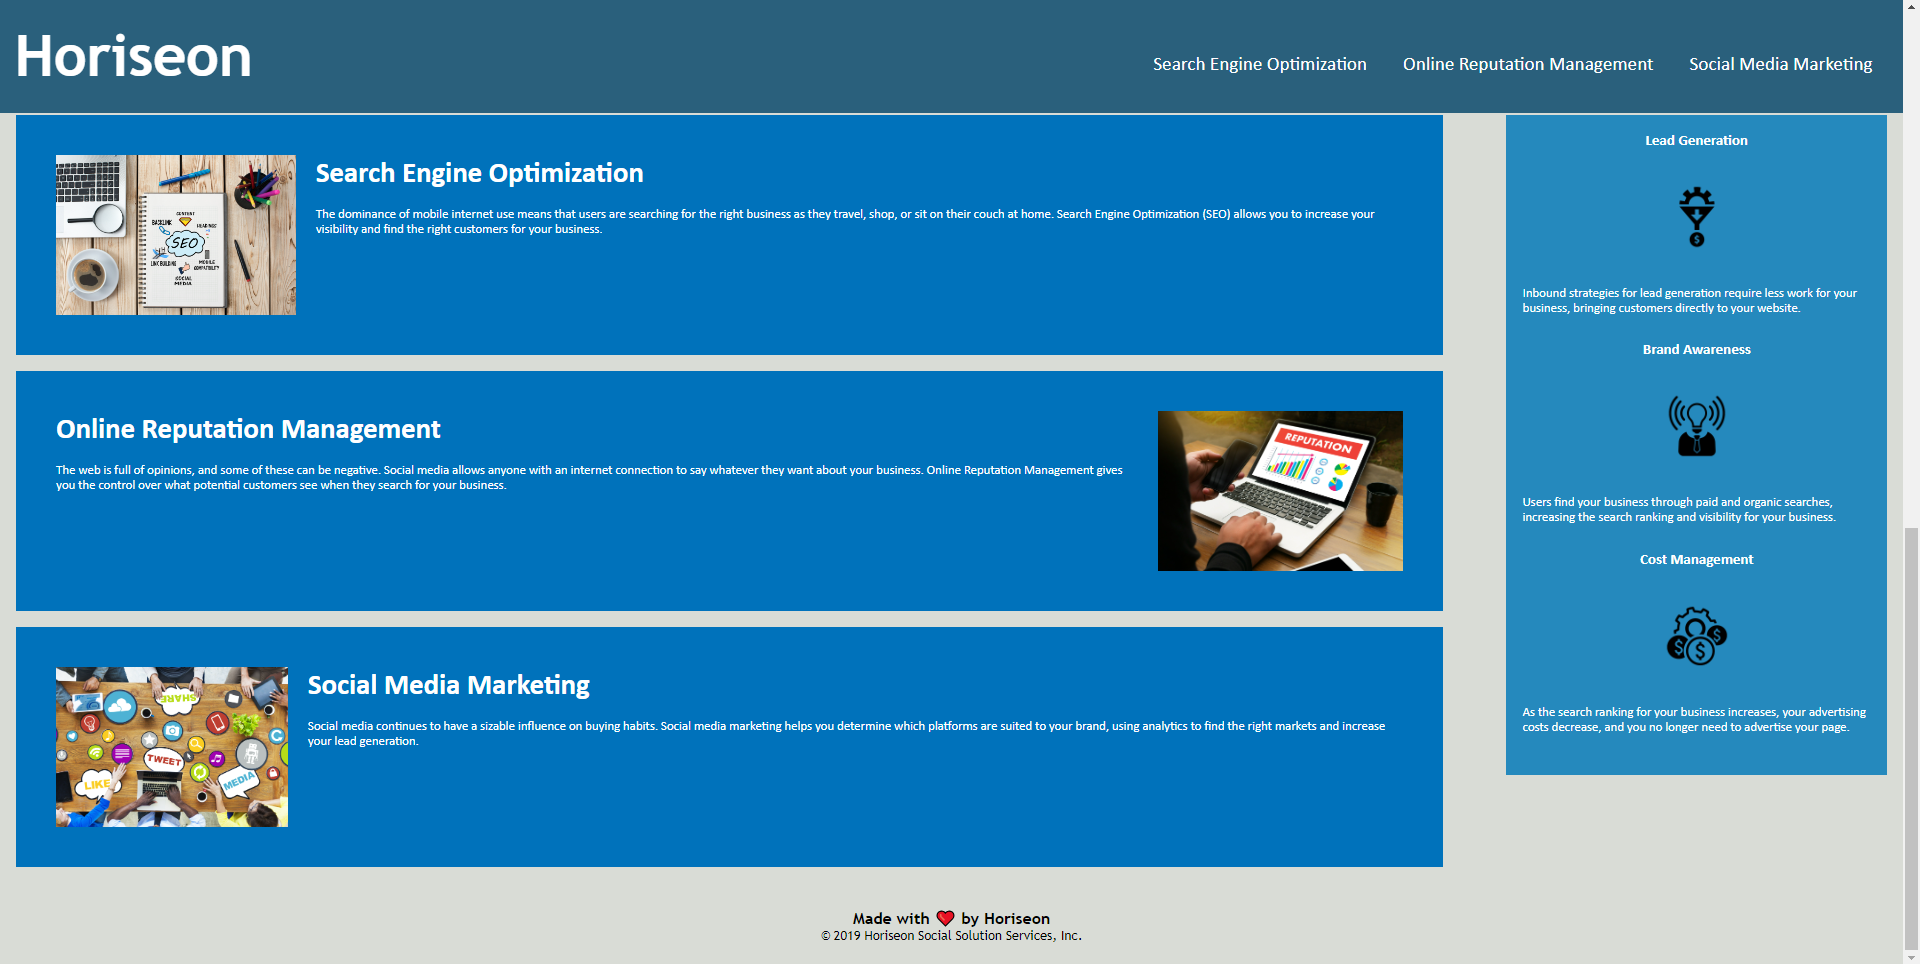 Horiseon
Search Engine Optimization
Online Reputation Management
Social Media Marketing
Search Engine Optimization
The dominance of mobile internet use means that users are searching for the right business as they travel, shop, or sit on their couch at home. Search Engine Optimization (SEO) allows you to increase your
visibility and find the right customers for your business.
CONTENT
BACKLINK
HEADINGS
SEO
LINK BUILDING
MOBILE
COMPATIBILITY
SOCIAL
MEDIA
Online Reputation Management
The web is full of opinions, and some of these can be negative. Social media allows anyone with an internet connection to say whatever they want about your business. Online Reputation Management gives
you the control over what potential customers see when they search for your business.
REPUTATION
Social Media Marketing
Social media continues to have a sizable influence on buying habits. Social media marketing helps you determine which platforms are suited to your brand, using analytics to find the right markets and increase
your lead generation.
SHARE
TWEET
LIKE
MEDIA
Lead Generation
$
Inbound strategies for lead generation require less work for your
business, bringing customers directly to your website.
Brand Awareness
Users find your business through paid and organic searches,
increasing the search ranking and visibility for your business.
Cost Management
$
$ $
As the search ranking for your business increases, your advertising
costs decrease, and you no longer need to advertise your page.
Made with ❤️ by Horiseon
© 2019 Horiseon Social Solution Services, Inc.